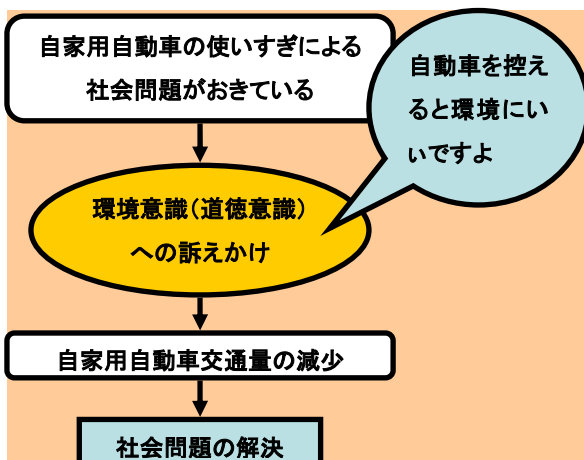 自家用自動車の使いすぎによる
社会問題がおきている
自動車を控え
ると環境にい
いですよ
環境意識（道徳意識）
への訴えかけ
自家用自動車交通量の減少
社会問題の解決